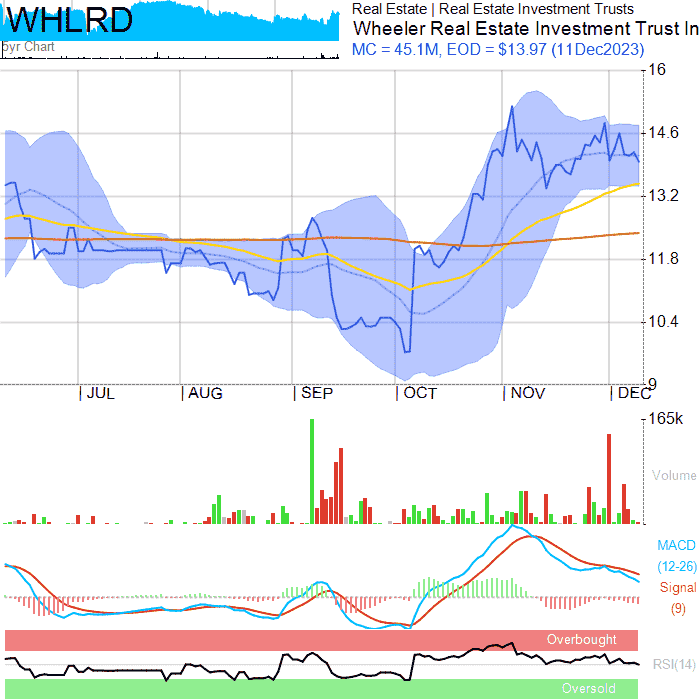 WHLRD
Real Estate | Real Estate Investment Trusts
Wheeler Real Estate Investment Trust In
MC = 45.1M, EOD = $13.97 (11Dec2023)
Chart
16
14.6
13.2
11.8
10.4
9
| JUL | AUG | SEP | OCT | NOV | DEC
165k
Volume
MACD
(12-26)
Signal
(9)
Overbought
RSI(14)
Oversold